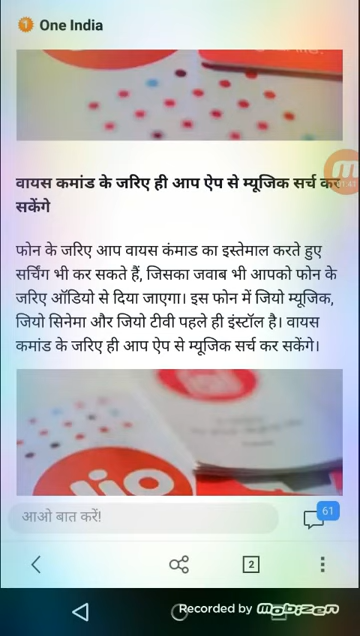 One India
वायस कमांड के जरिए ही आप ऐप से म्यूजिक सर्च कर
सकेंगे
फोन के जरिए आप वायस कंमाड का इस्तेमाल करते हुए
सर्चिंग भी कर सकते हैं, जिसका जवाब भी आपको फोन के
जरिए ऑडियो से दिया जाएगा। इस फोन में जियो म्यूजिक,
जियो सिनेमा और जियो टीवी पहले ही इंस्टॉल है। वायस
कमांड के जरिए ही आप ऐप से म्यूजिक सर्च कर सकेंगे।
Jio
आओ बात करें!
61
2
Recorded by mobizen